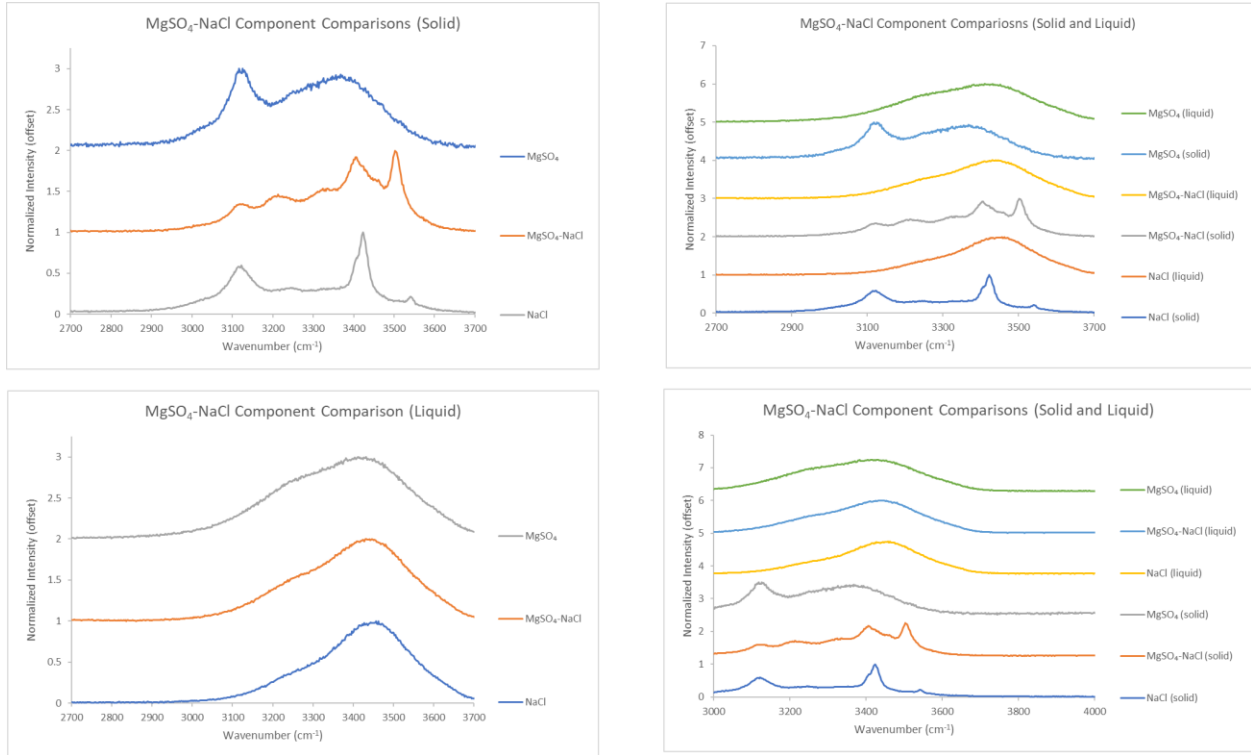 MgSO₄-NaCl Component Comparisons (Solid)
Normalized Intensity (offset)
3
2.5
2
1.5
1
0.5
0
2700 2800 2900 3000 3100 3200 3300 3400 3500 3600 3700
Wavenumber (cm⁻¹)
MgSO₄
MgSO₄-NaCl
NaCl
MgSO₄-NaCl Component Compariosns (Solid and Liquid)
Normalized Intensity (offset)
7
6
5
4
3
2
1
0
2700 2900 3100 3300 3500 3700
Wavenumber (cm⁻¹)
MgSO₄ (liquid)
MgSO₄ (solid)
MgSO₄-NaCl (liquid)
MgSO₄-NaCl (solid)
NaCl (liquid)
NaCl (solid)
MgSO₄-NaCl Component Comparison (Liquid)
Normalized Intensity (offset)
3
2.5
2
1.5
1
0.5
0
2700 2800 2900 3000 3100 3200 3300 3400 3500 3600 3700
Wavenumber (cm⁻¹)
MgSO₄
MgSO₄-NaCl
NaCl
MgSO₄-NaCl Component Comparisons (Solid and Liquid)
Normalized Intensity (offset)
8
7
6
5
4
3
2
1
0
3000 3200 3400 3600 3800 4000
Wavenumber (cm⁻¹)
MgSO₄ (liquid)
MgSO₄-NaCl (liquid)
NaCl (liquid)
MgSO₄ (solid)
MgSO₄-NaCl (solid)
NaCl (solid)